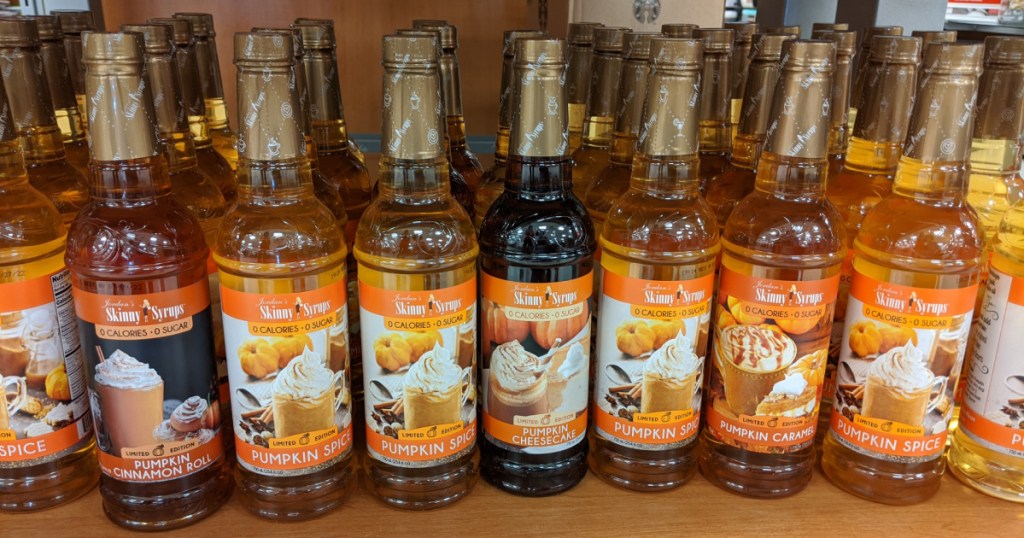 SPICE
Jordan's
Skinny Syrups
0 CALORIES • 0 SUGAR
PUMPKIN
CINNAMON ROLL
Jordan's
Skinny Syrups
0 CALORIES • 0 SUGAR
LIMITED EDITION
PUMPKIN SPICE
Jordan's
Skinny Syrups
0 CALORIES • 0 SUGAR
LIMITED EDITION
PUMPKIN SPICE
Jordan's
Skinny Syrups
0 CALORIES • 0 SUGAR
LIMITED EDITION
PUMPKIN
CHEESECAKE
Jordan's
Skinny Syrups
0 CALORIES • 0 SUGAR
LIMITED EDITION
PUMPKIN SPICE
Jordan's
Skinny Syrups
0 CALORIES • 0 SUGAR
LIMITED EDITION
PUMPKIN CARAMEL
Jordan's
Skinny Syrups
0 CALORIES • 0 SUGAR
LIMITED EDITION
PUMPKIN SPICE